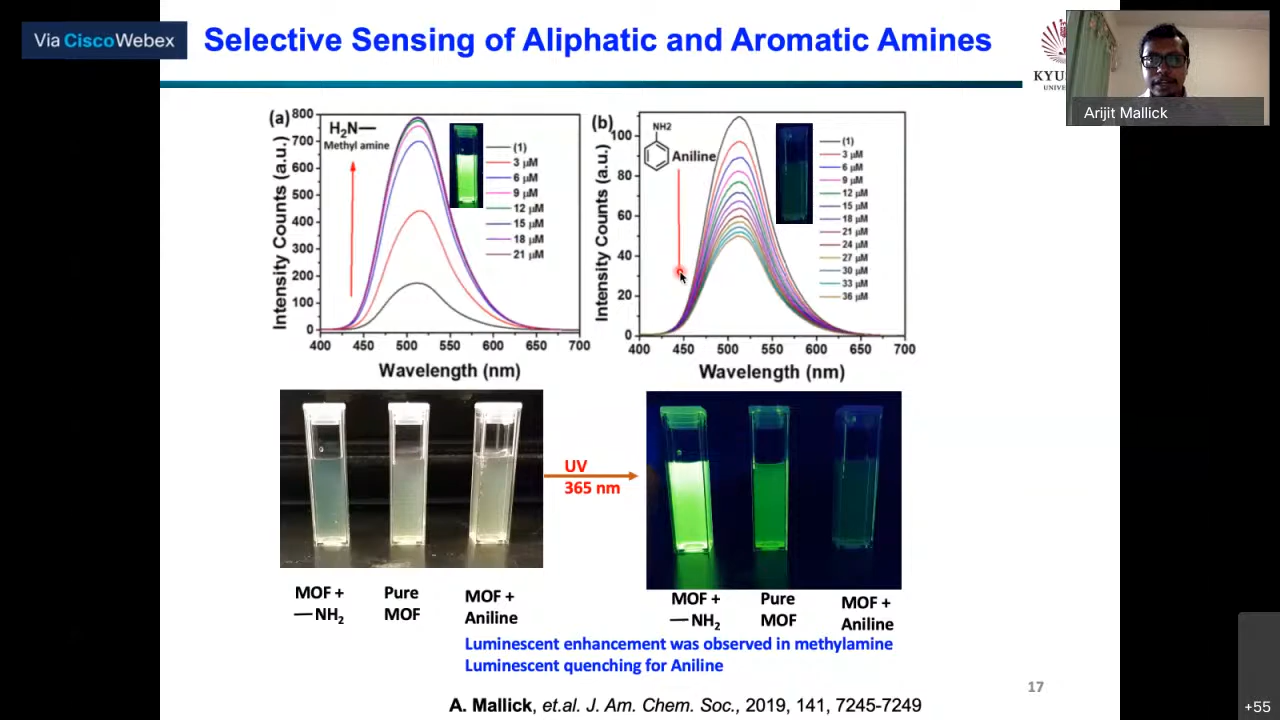 Via CiscoWebex
Selective Sensing of Aliphatic and Aromatic Amines
Arijit Mallick
(a)
H₂N—
Methyl amine
(1)
3 µM
6 µM
9 µM
12 µM
15 µM
18 µM
21 µM
Intensity Counts (a.u.)
800
700
600
500
400
300
200
100
0
400 450 500 550 600 650 700
Wavelength (nm)
(b)
NH2
Aniline
(1)
3 µM
6 µM
9 µM
12 µM
15 µM
18 µM
21 µM
24 µM
27 µM
30 µM
33 µM
36 µM
Intensity Counts (a.u.)
100
80
60
40
20
0
400 450 500 550 600 650 700
Wavelength (nm)
UV
365 nm
MOF +
—NH₂
Pure
MOF
MOF +
Aniline
MOF +
—NH₂
Pure
MOF
MOF +
Aniline
Luminescent enhancement was observed in methylamine
Luminescent quenching for Aniline
17
A. Mallick, et.al. J. Am. Chem. Soc., 2019, 141, 7245-7249
+55